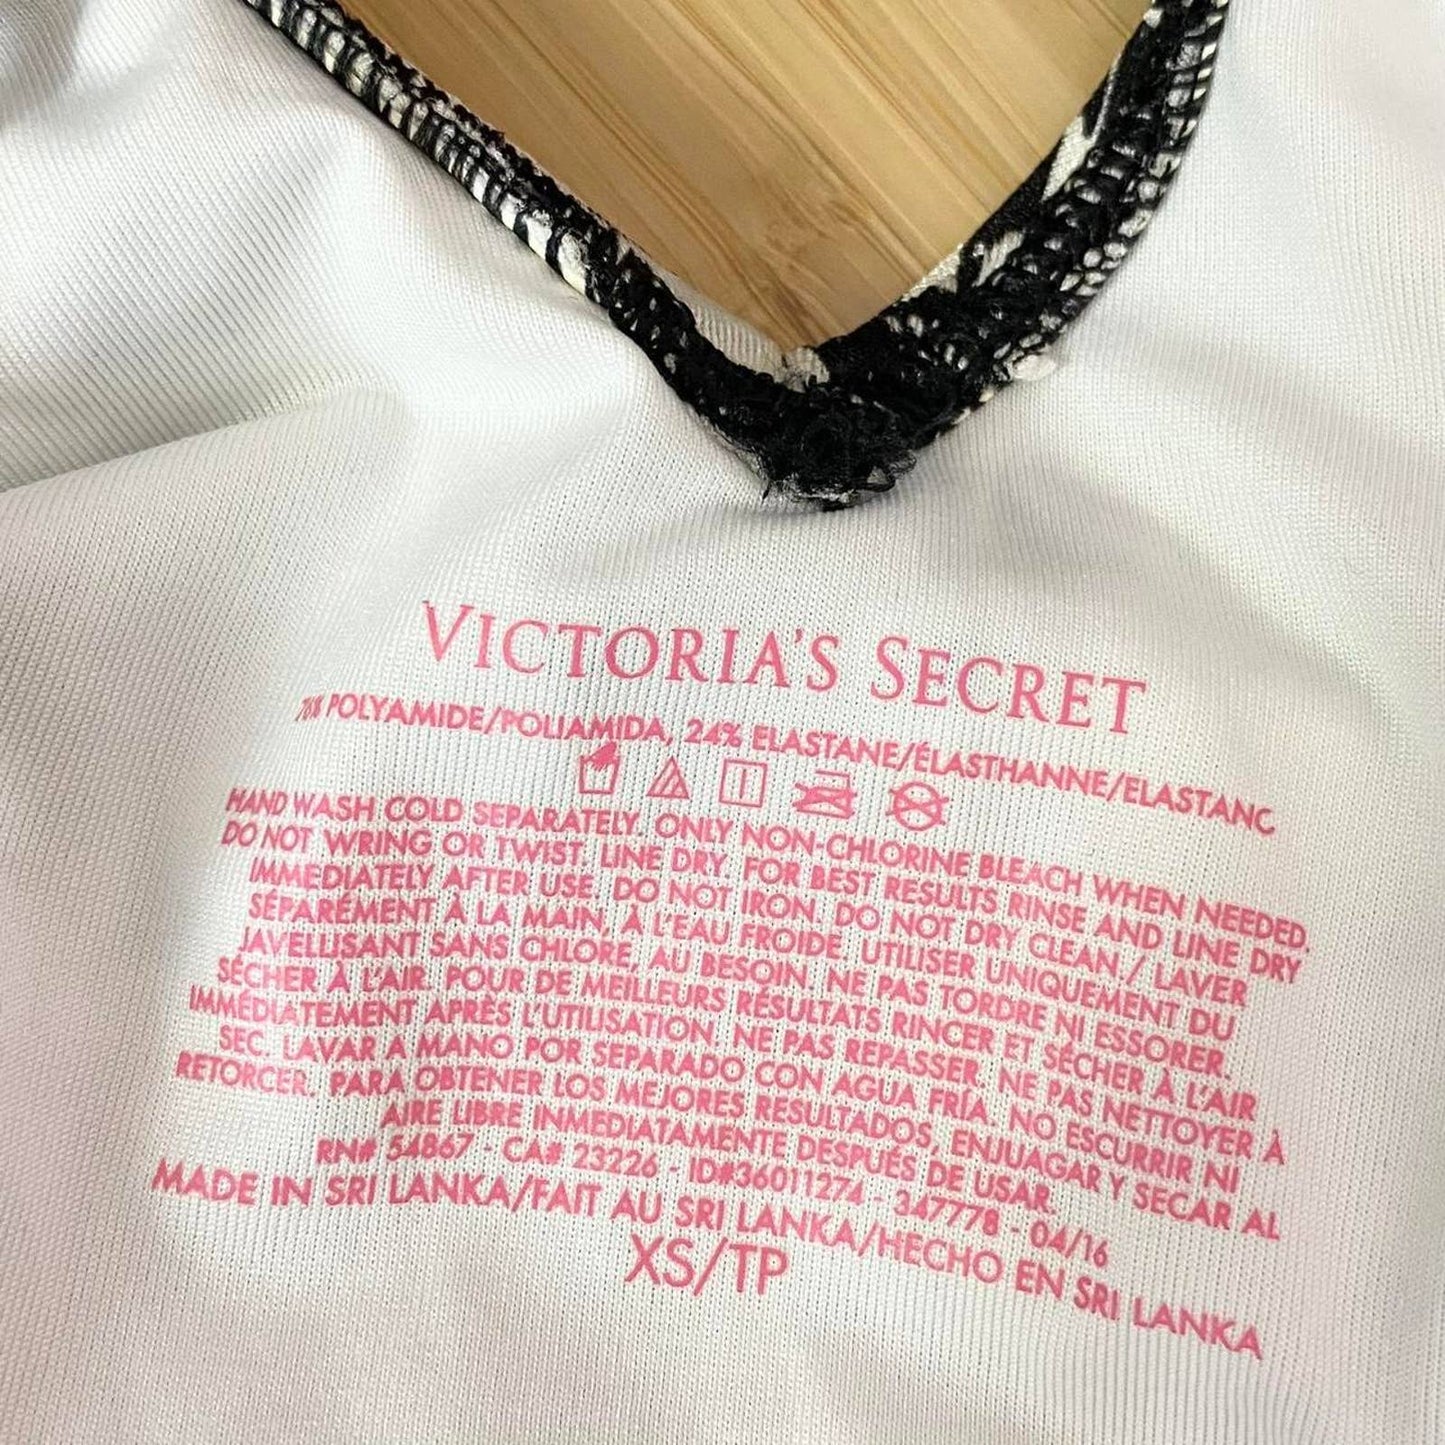 VICTORIA'S SECRET
76% POLYAMIDE/POLIAMIDA, 24% ELASTANE/ÉLASTHANNE/ELASTANC
HAND WASH COLD SEPARATELY. ONLY NON-CHLORINE BLEACH WHEN NEEDED.
DO NOT WRING OR TWIST. LINE DRY. FOR BEST RESULTS RINSE AND LINE DRY
IMMEDIATELY AFTER USE. DO NOT IRON. DO NOT DRY CLEAN./ LAVER
SÉPARÉMENT À LA MAIN, À L'EAU FROIDE. UTILISER UNIQUEMENT DU
JAVELLISANT SANS CHLORE, AU BESOIN. NE PAS TORDRE NI ESSORER.
SÉCHER À L'AIR. POUR DE MEILLEURS RÉSULTATS RINCER ET SÉCHER À L'AIR
IMMÉDIATEMENT APRÈS L'UTILISATION. NE PAS REPASSER. NE PAS NETTOYER À
SEC. LAVAR A MANO POR SEPARADO CON AGUA FRÍA. NO ESCURRIR NI
RETORCER. PARA OBTENER LOS MEJORES RESULTADOS, ENJUAGAR Y SECAR AL
AIRE LIBRE INMEDIATAMENTE DESPUÉS DE USAR.
RN# 54867 - CA# 23226 - ID#36011274 - 347778 - 04/16
MADE IN SRI LANKA/FAIT AU SRI LANKA/HECHO EN SRI LANKA
XS/TP